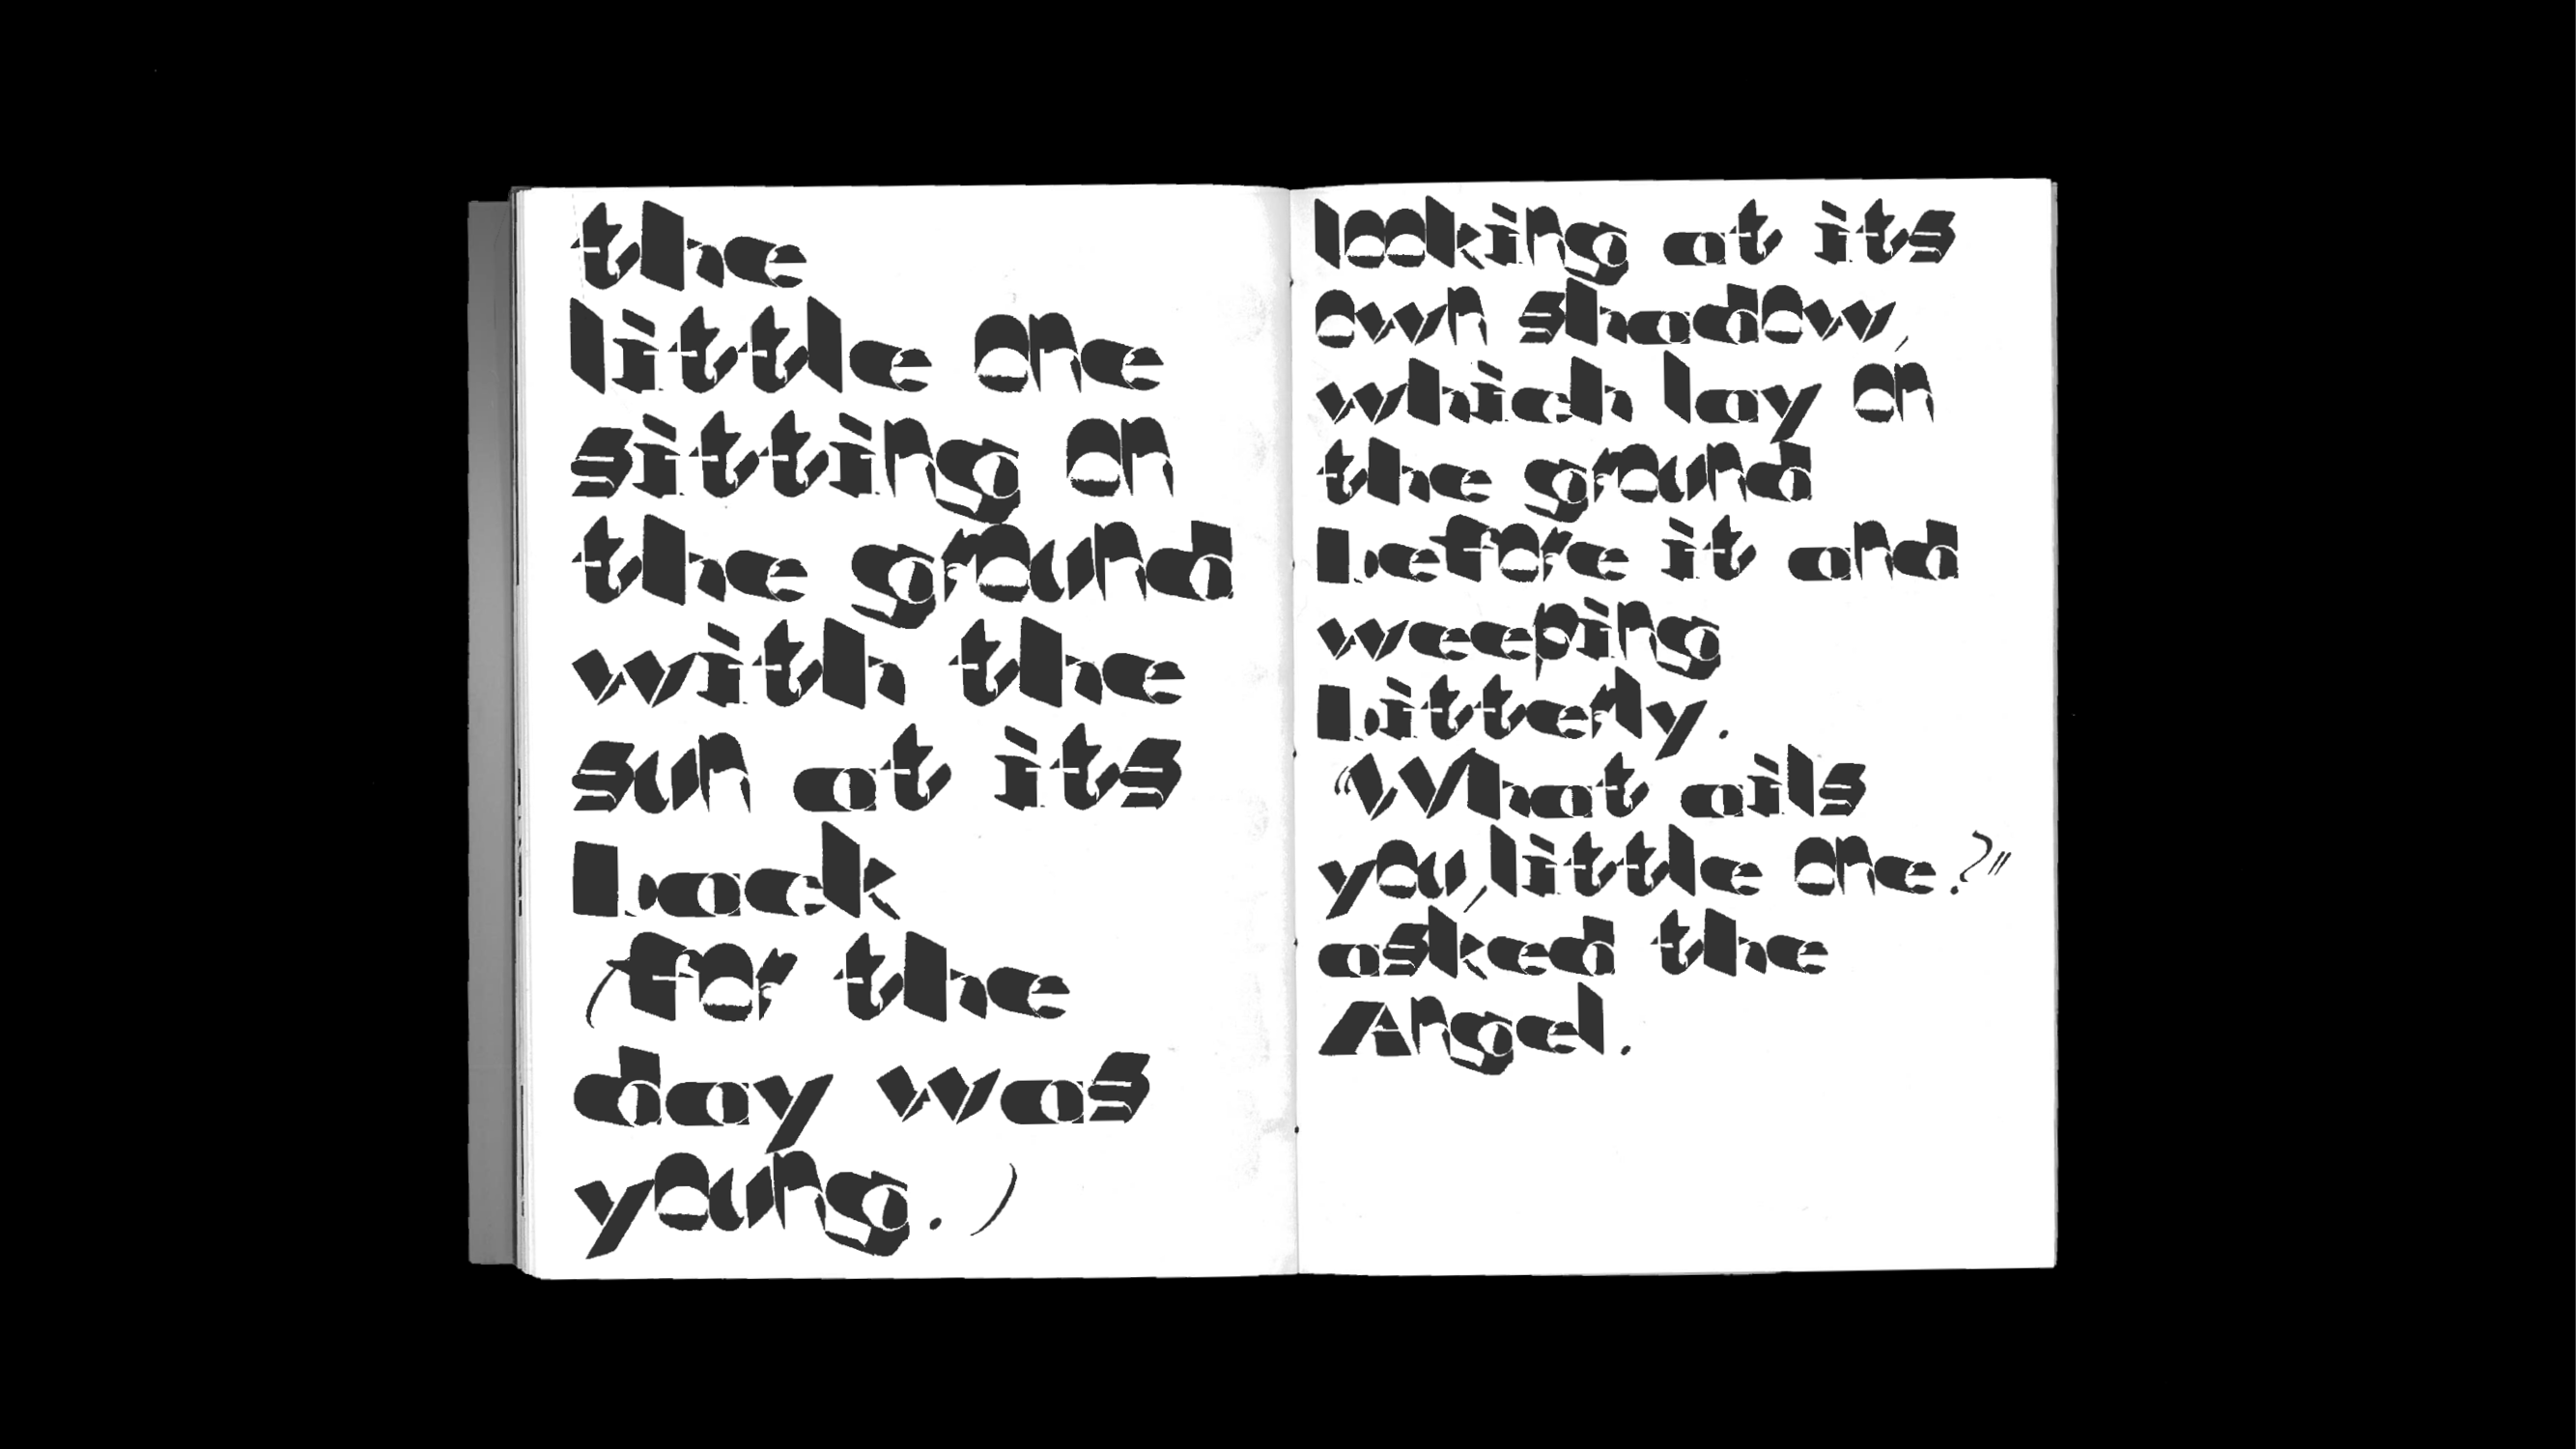 the
little one
sitting on
the ground
with the
sun at its
back
(for the
day was
young.)
looking at its
own shadow,
which lay on
the ground
before it and
weeping
bitterly.
“What ails
you, little one?”
asked the
Angel.